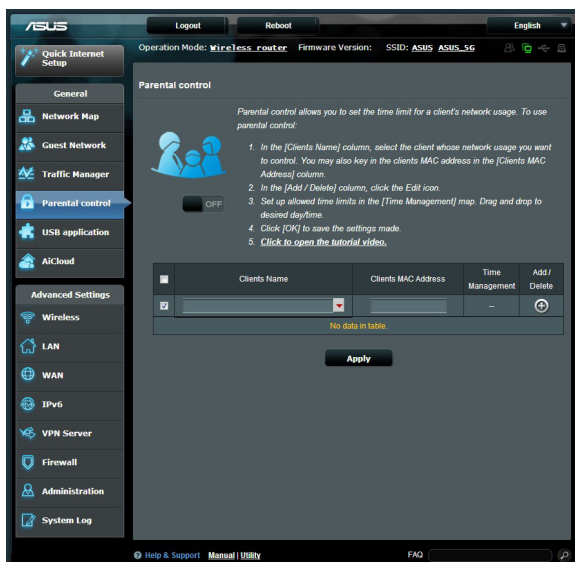 ASUS
Logout Reboot English
Quick Internet Setup
Operation Mode: Wireless router Firmware Version: SSID: ASUS ASUS_5G
General
Network Map
Guest Network
Traffic Manager
Parental control
USB application
AiCloud
Advanced Settings
Wireless
LAN
WAN
IPv6
VPN Server
Firewall
Administration
System Log
Parental control
Parental control allows you to set the time limit for a client's network usage. To use
parental control:
1. In the [Clients Name] column, select the client whose network usage you want
to control. You may also key in the clients MAC address in the [Clients MAC
Address] column.
2. In the [Add / Delete] column, click the Edit icon.
3. Set up allowed time limits in the [Time Management] map. Drag and drop to
desired day/time.
4. Click [OK] to save the settings made.
5. Click to open the tutorial video.
OFF
Clients Name Clients MAC Address Time Management Add / Delete
–
No data in table.
Apply
Help & Support Manual | Utility FAQ